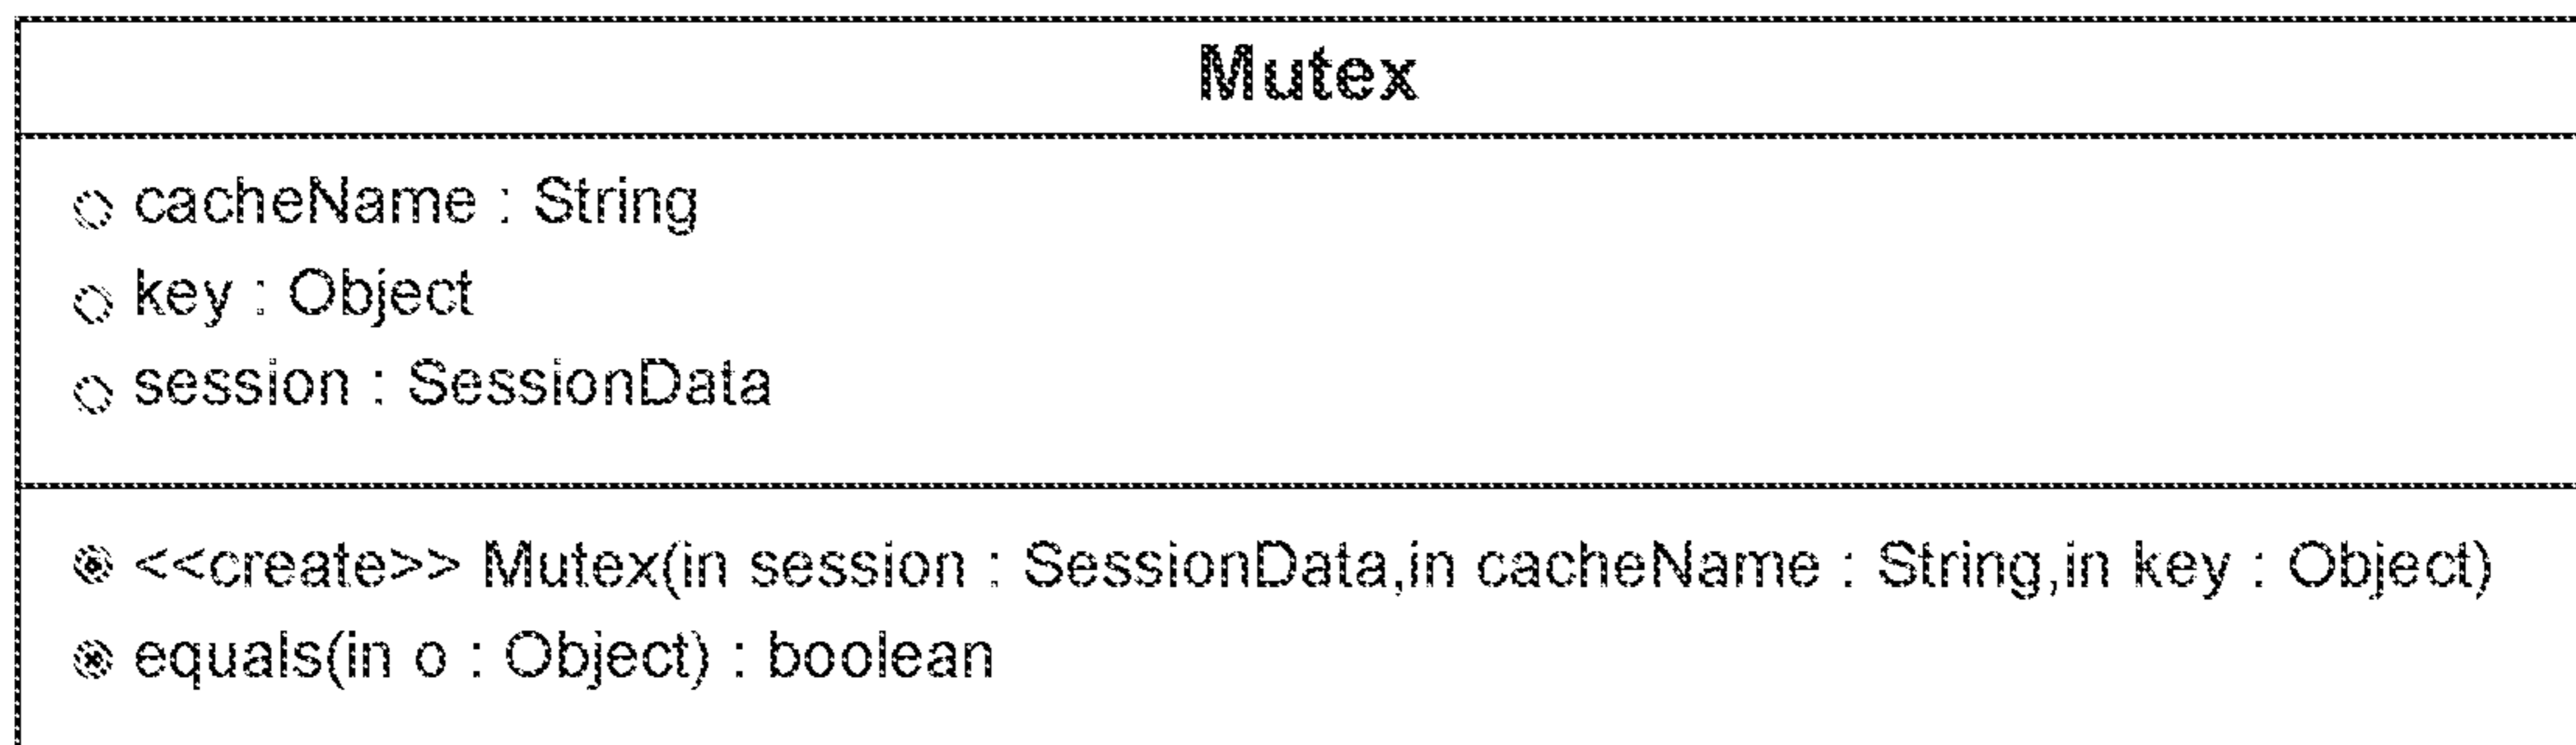 Mutex
cacheName : String
key : Object
session : SessionData
<<create>> Mutex(in session : SessionData,in cacheName : String,in key : Object)
equals(in o : Object) : boolean